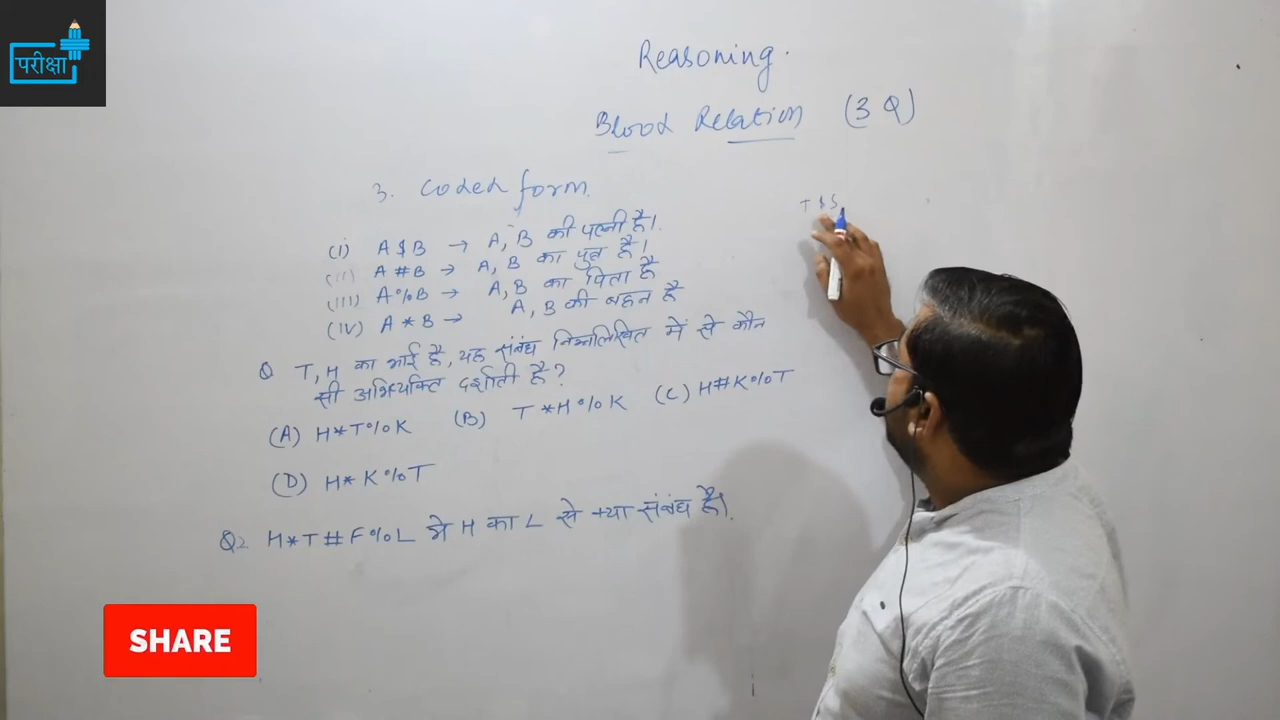 परीक्षा
Reasoning.
Blood Relation (3 Q)
3. Coded form.
(i) A $ B → A, B की पत्नी है।
(ii) A # B → A, B का पुत्र है।
(iii) A % B → A, B का पिता है
(iv) A * B → A, B की बहन है
Q T, H का भाई है, यह संबंध निम्नलिखित में से कौन
सी अभिव्यक्ति दर्शाती है?
(A) H*T%K (B) T*H%K (C) H#K%T
(D) H*K%T
Q2 H*T#F%L मे H का L से क्या संबंध है।
T $ S
SHARE